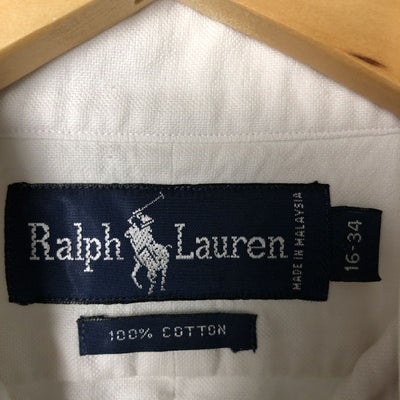 Ralph Lauren
MADE IN MALAYSIA
16-34
100% COTTON